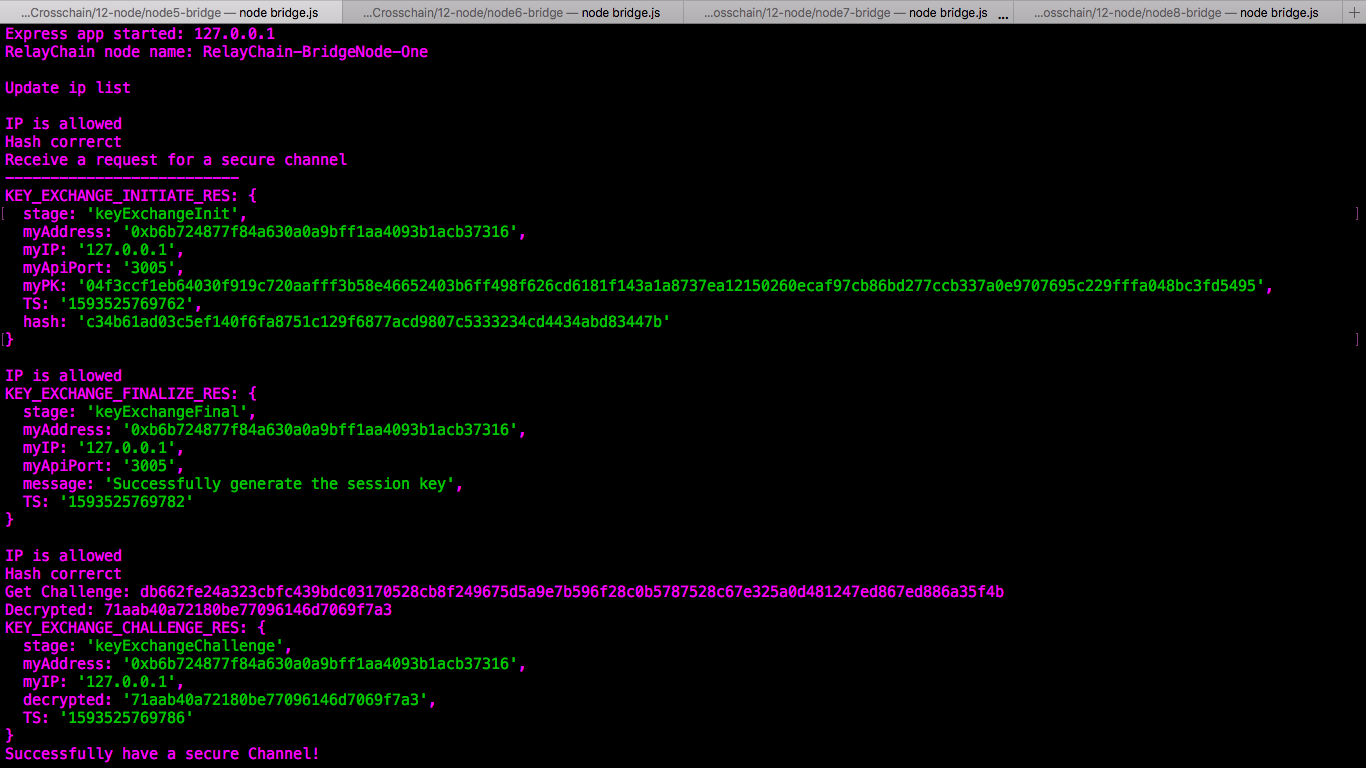 ...Crosschain/12-node/node5-bridge — node bridge.js ...Crosschain/12-node/node6-bridge — node bridge.js ...osschain/12-node/node7-bridge — node bridge.js ... ...osschain/12-node/node8-bridge — node bridge.js +
Express app started: 127.0.0.1
RelayChain node name: RelayChain-BridgeNode-One
Update ip list
IP is allowed
Hash correrct
Receive a request for a secure channel
--------------------------
KEY_EXCHANGE_INITIATE_RES: {
[ stage: 'keyExchangeInit', ]
myAddress: '0xb6b724877f84a630a0a9bff1aa4093b1acb37316',
myIP: '127.0.0.1',
myApiPort: '3005',
myPK: '04f3ccf1eb64030f919c720aafff3b58e46652403b6ff498f626cd6181f143a1a8737ea12150260ecaf97cb86bd277ccb337a0e9707695c229fffa048bc3fd5495',
TS: '1593525769762',
hash: 'c34b61ad03c5ef140f6fa8751c129f6877acd9807c5333234cd4434abd83447b'
[} ]
IP is allowed
KEY_EXCHANGE_FINALIZE_RES: {
stage: 'keyExchangeFinal',
myAddress: '0xb6b724877f84a630a0a9bff1aa4093b1acb37316',
myIP: '127.0.0.1',
myApiPort: '3005',
message: 'Successfully generate the session key',
TS: '1593525769782'
}
IP is allowed
Hash correrct
Get Challenge: db662fe24a323cbfc439bdc03170528cb8f249675d5a9e7b596f28c0b5787528c67e325a0d481247ed867ed886a35f4b
Decrypted: 71aab40a72180be77096146d7069f7a3
KEY_EXCHANGE_CHALLENGE_RES: {
stage: 'keyExchangeChallenge',
myAddress: '0xb6b724877f84a630a0a9bff1aa4093b1acb37316',
myIP: '127.0.0.1',
decrypted: '71aab40a72180be77096146d7069f7a3',
TS: '1593525769786'
}
Successfully have a secure Channel!